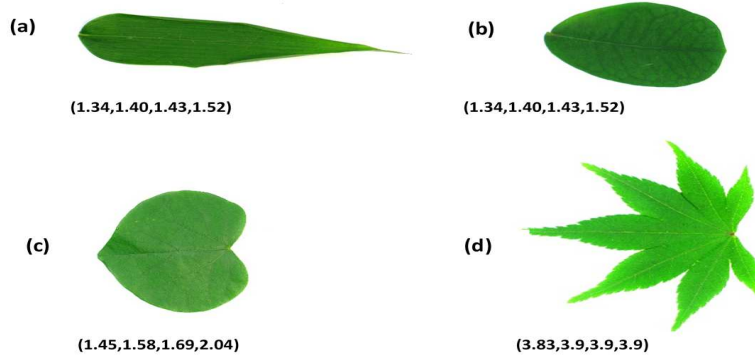 (a)
(b)
(1.34,1.40,1.43,1.52)
(1.34,1.40,1.43,1.52)
(c)
(d)
(1.45,1.58,1.69,2.04)
(3.83,3.9,3.9,3.9)